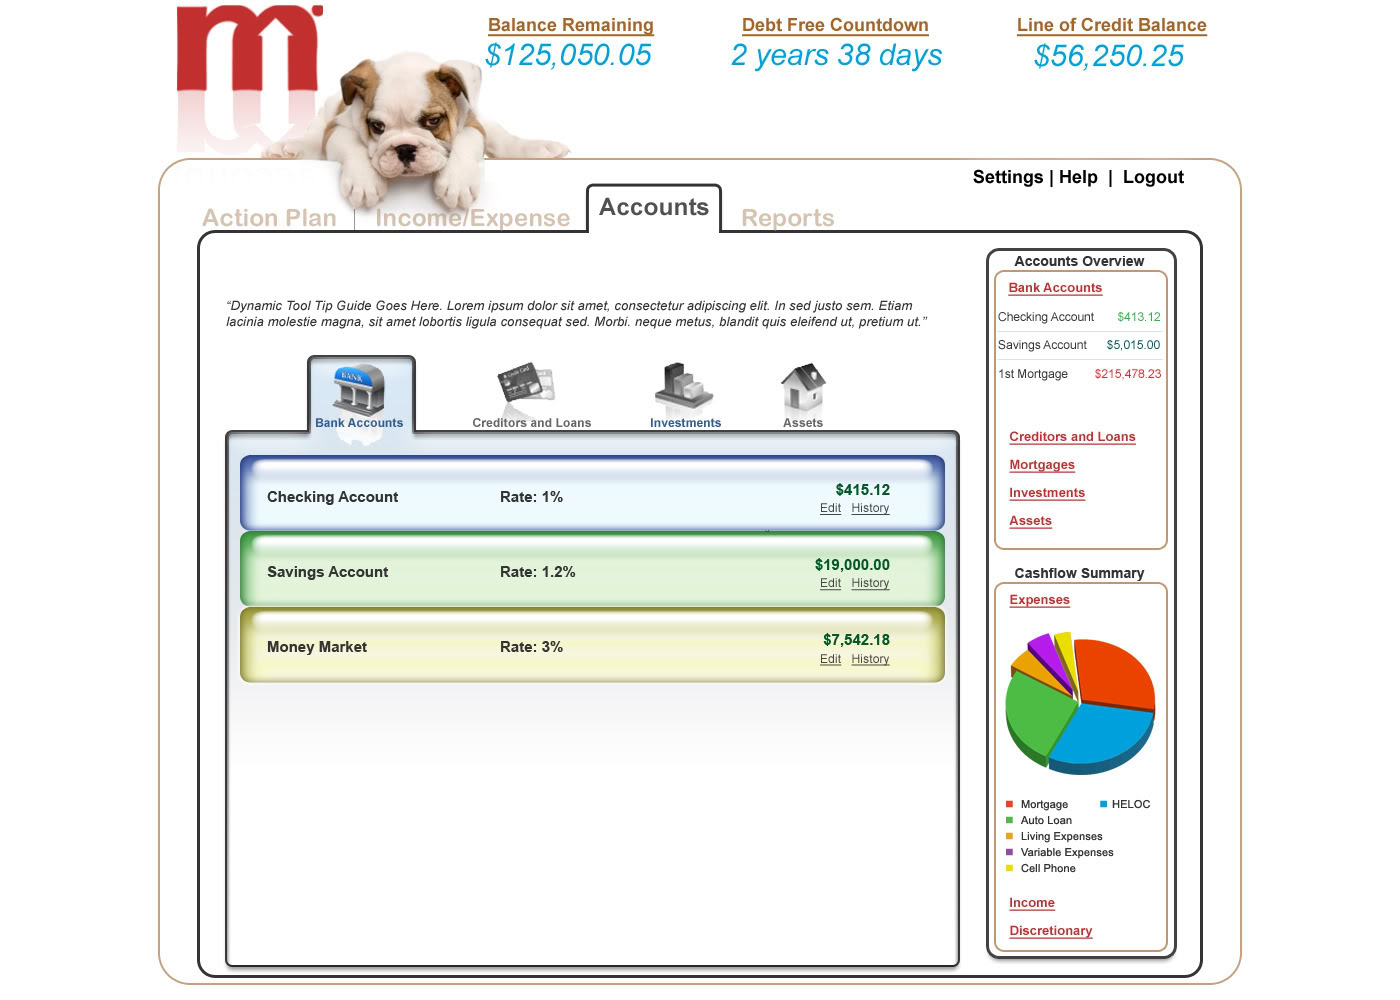 Balance Remaining
$125,050.05
Debt Free Countdown
2 years 38 days
Line of Credit Balance
$56,250.25
m
Settings | Help | Logout
Action Plan
Income/Expense
Accounts
Reports
“Dynamic Tool Tip Guide Goes Here. Lorem ipsum dolor sit amet, consectetur adipiscing elit. In sed justo sem. Etiam
lacinia molestie magna, sit amet lobortis ligula consequat sed. Morbi. neque metus, blandit quis eleifend ut, pretium ut.”
BANK
Bank Accounts
Credit Card
Creditors and Loans
Investments
Assets
Checking Account Rate: 1% $415.12
Edit History
Savings Account Rate: 1.2% $19,000.00
Edit History
Money Market Rate: 3% $7,542.18
Edit History
Accounts Overview
Bank Accounts
Checking Account $413.12
Savings Account $5,015.00
1st Mortgage $215,478.23
Creditors and Loans
Mortgages
Investments
Assets
Cashflow Summary
Expenses
Mortgage HELOC
Auto Loan
Living Expenses
Variable Expenses
Cell Phone
Income
Discretionary